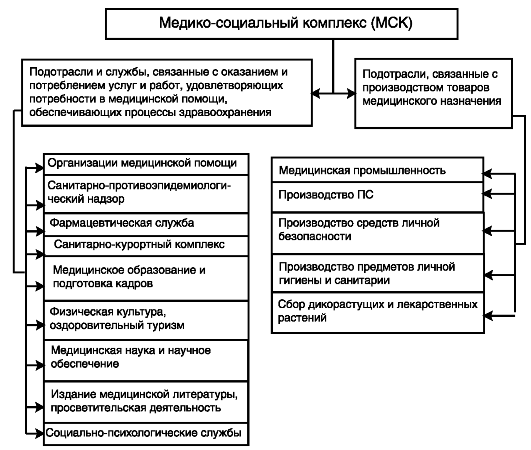 Медико-социальный комплекс (МСК)
Подотрасли и службы, связанные с оказанием и
потреблением услуг и работ, удовлетворяющих
потребности в медицинской помощи,
обеспечивающих процессы здравоохранения
Подотрасли, связанные с
производством товаров
медицинского назначения
Организации медицинской помощи
Санитарно-противоэпидемиологи-
ческий надзор
Фармацевтическая служба
Санитарно-курортный комплекс
Медицинское образование и
подготовка кадров
Физическая культура,
оздоровительный туризм
Медицинская наука и научное
обеспечение
Издание медицинской литературы,
просветительская деятельность
Социально-психологические службы
Медицинская промышленность
Производство ПС
Производство средств личной
безопасности
Производство предметов личной
гигиены и санитарии
Сбор дикорастущих и лекарственных
растений